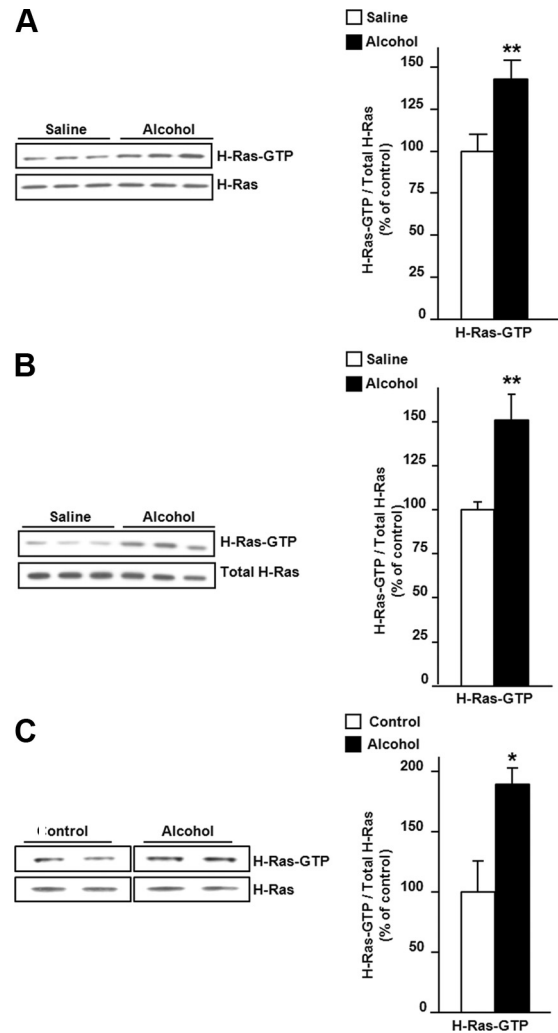 A
Saline
Alcohol
Saline Alcohol
H-Ras-GTP
H-Ras
H-Ras-GTP / Total H-Ras
(% of control)
150
125
100
75
50
25
0
**
H-Ras-GTP
B
Saline
Alcohol
Saline Alcohol
H-Ras-GTP
Total H-Ras
H-Ras-GTP / Total H-Ras
(% of control)
150
125
100
75
50
25
0
**
H-Ras-GTP
C
Control
Alcohol
Control Alcohol
H-Ras-GTP
H-Ras
H-Ras-GTP / Total H-Ras
(% of control)
200
150
100
50
0
*
H-Ras-GTP